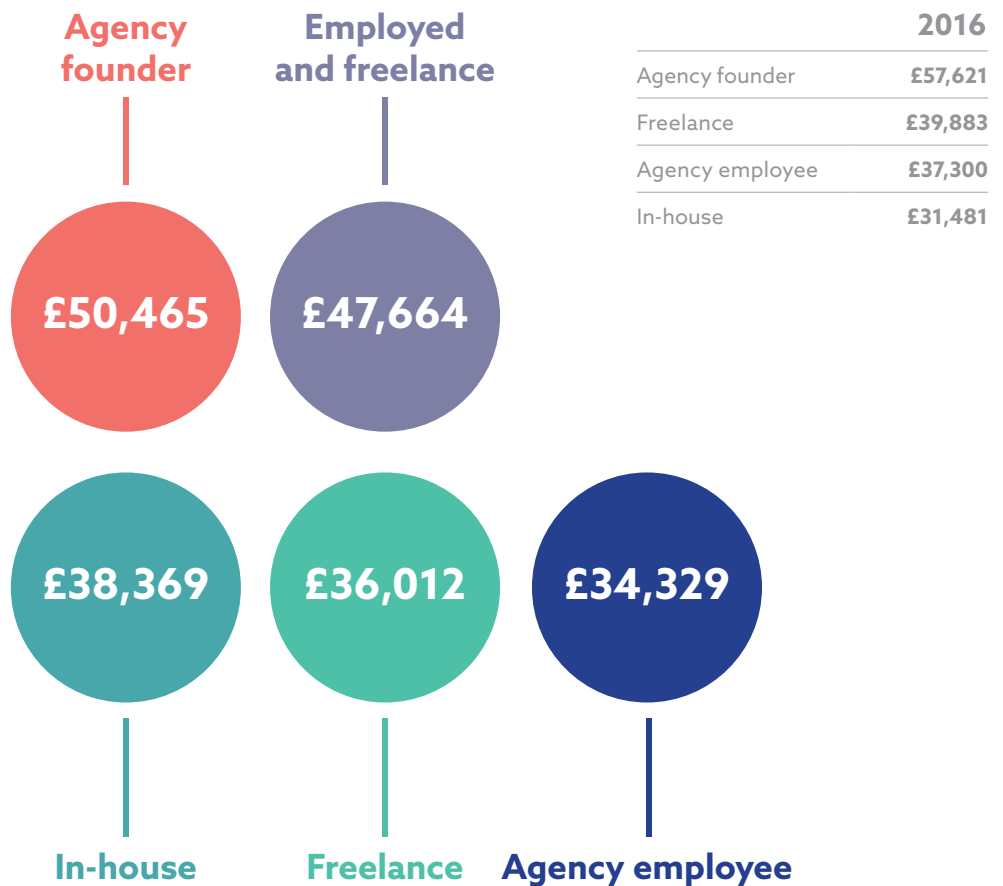 Agency
founder
Employed
and freelance
2016
Agency founder £57,621
Freelance £39,883
Agency employee £37,300
In-house £31,481
£50,465
£47,664
£38,369
£36,012
£34,329
In-house
Freelance
Agency employee